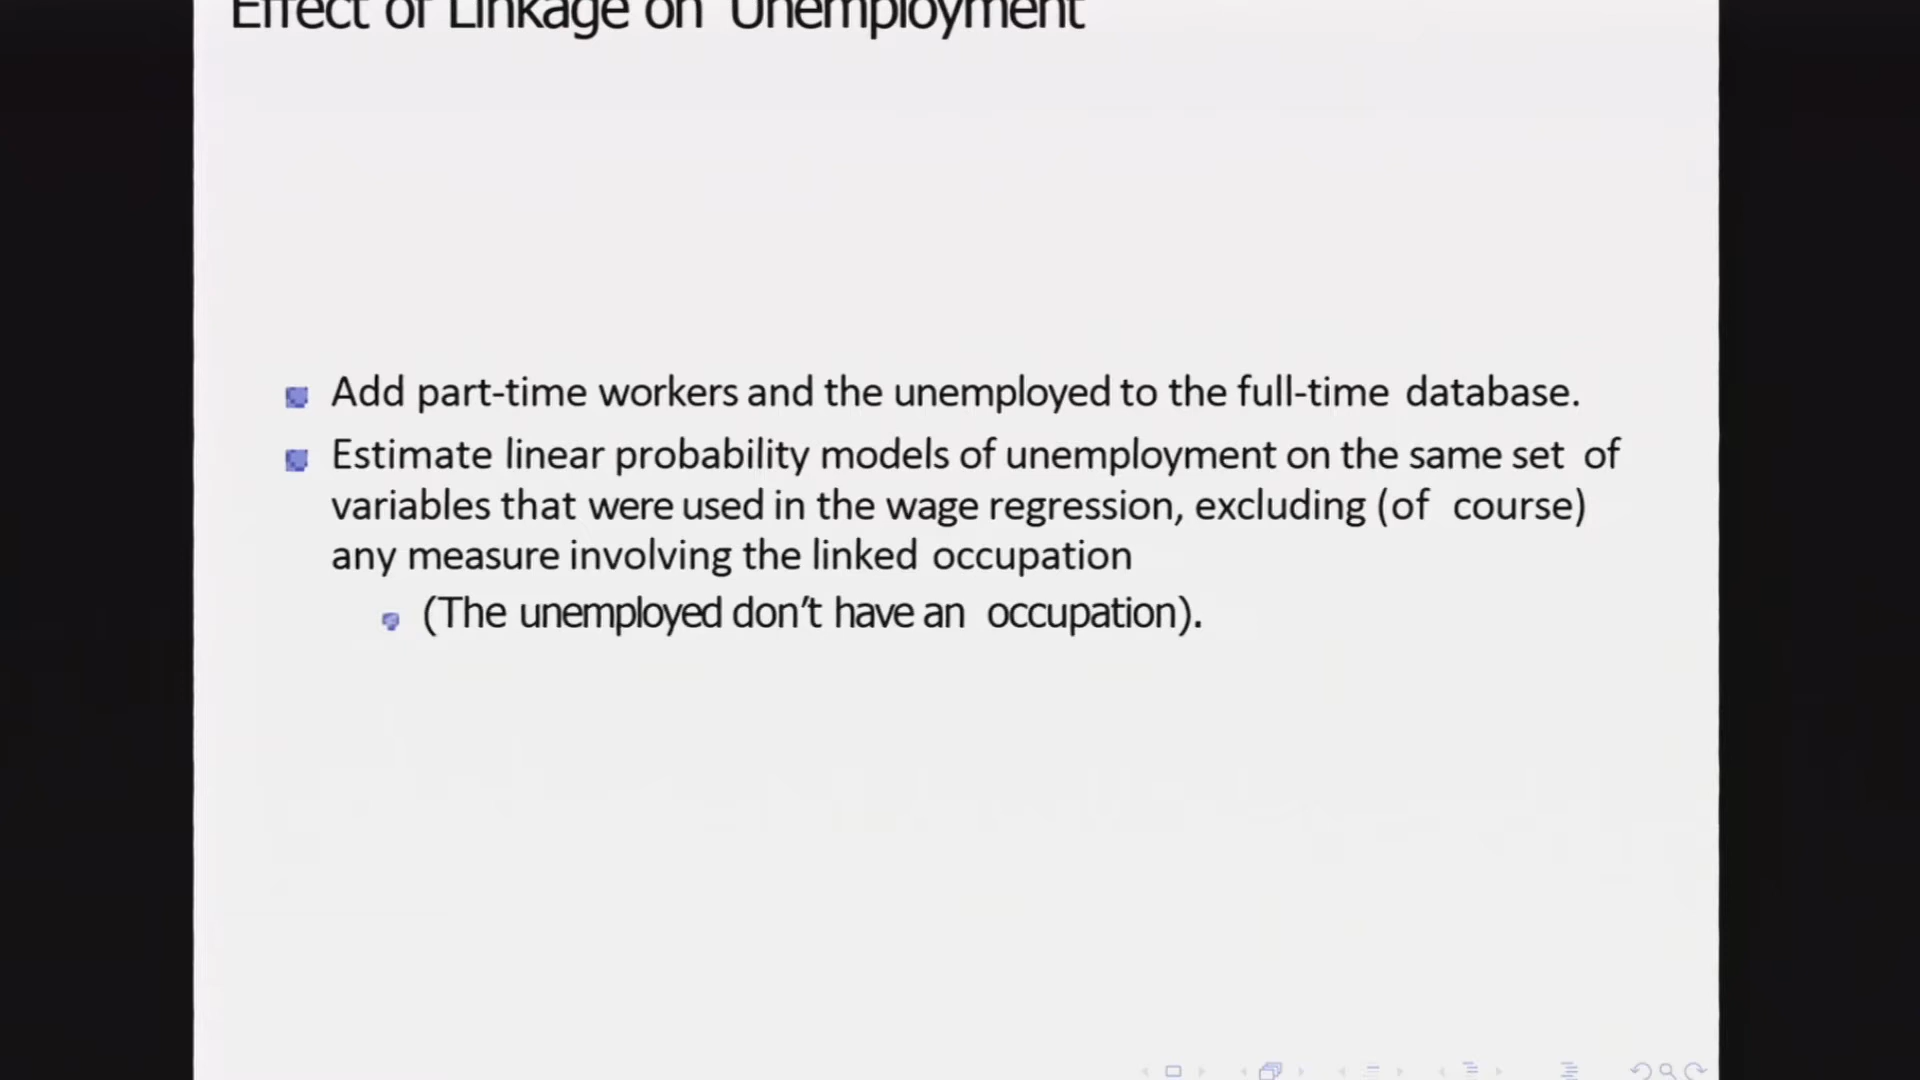 Effect of Linkage on Unemployment
Add part-time workers and the unemployed to the full-time database.
Estimate linear probability models of unemployment on the same set of
variables that were used in the wage regression, excluding (of course)
any measure involving the linked occupation
(The unemployed don't have an occupation).